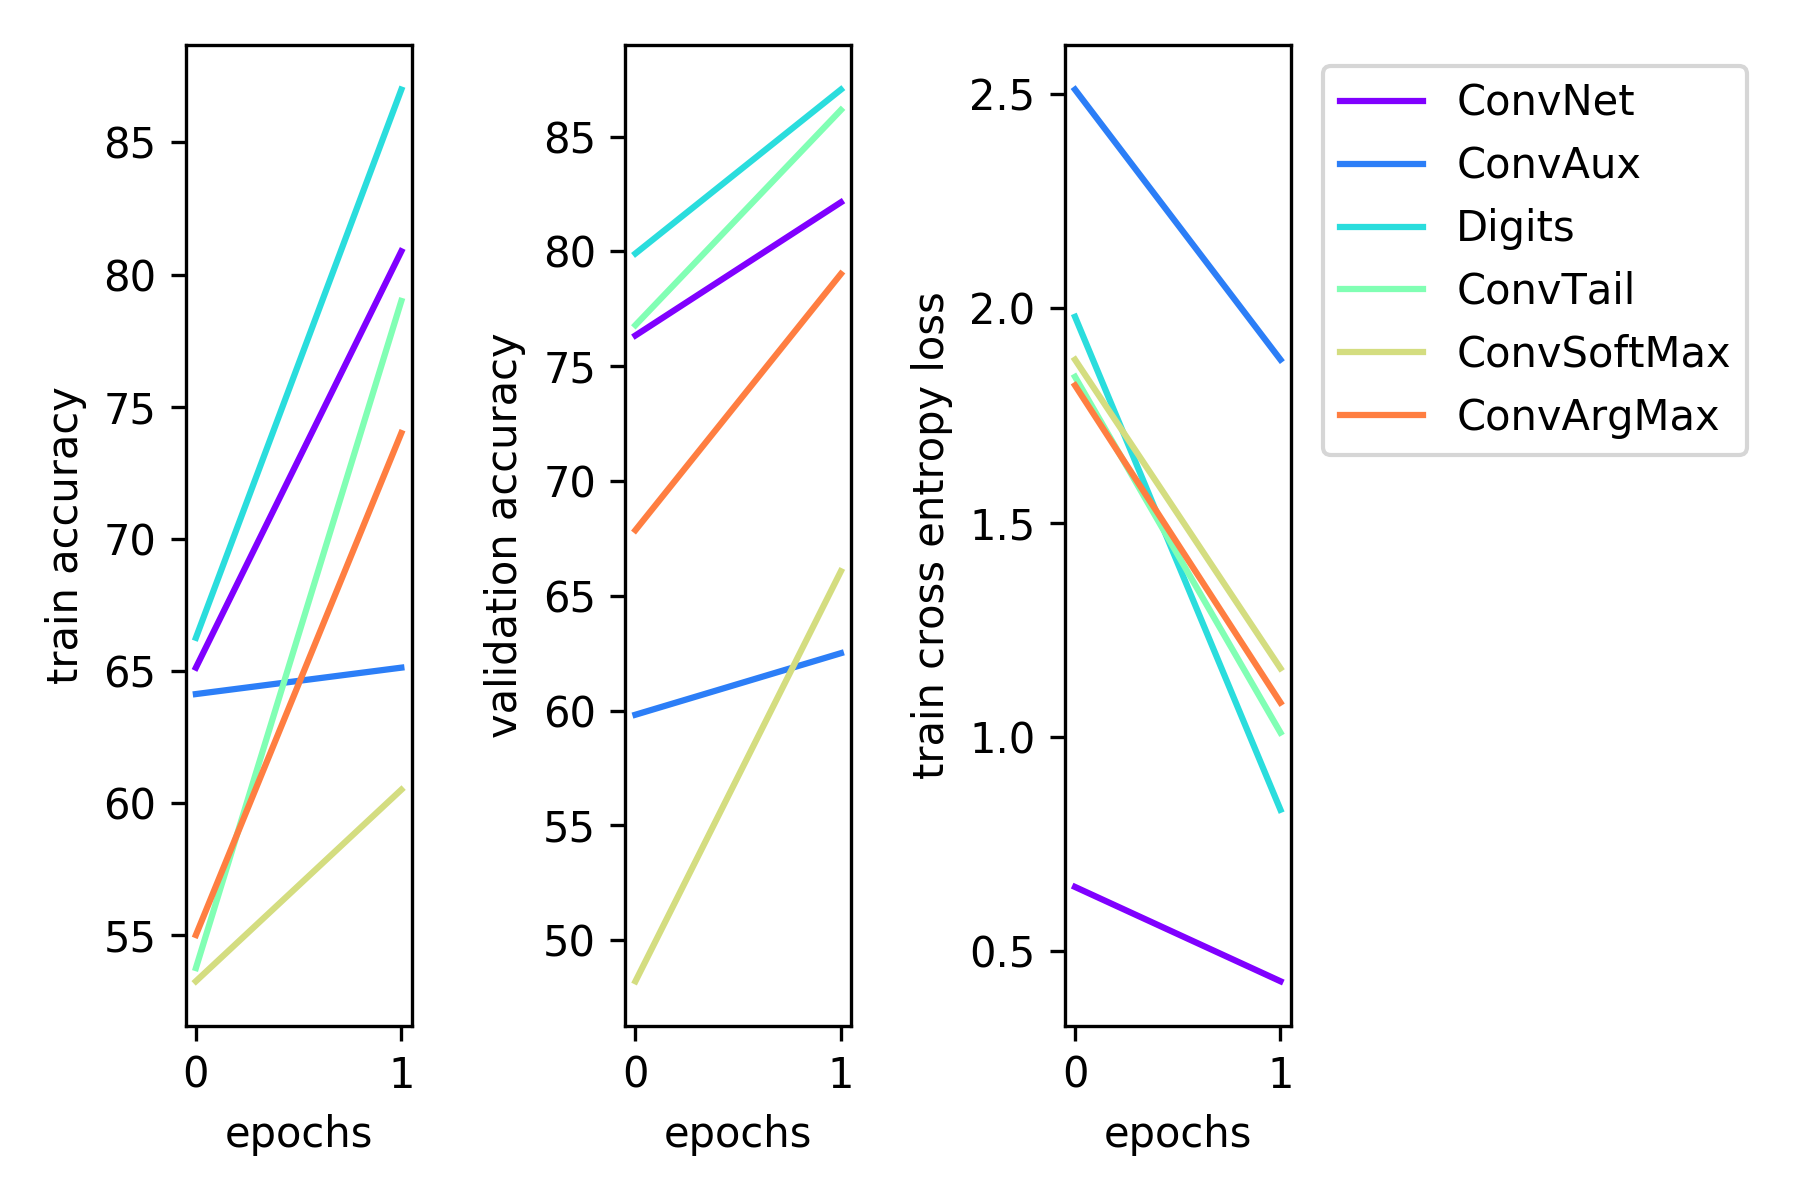 train accuracy
85
80
75
70
65
60
55
0 1
epochs
validation accuracy
85
80
75
70
65
60
55
50
0 1
epochs
train cross entropy loss
2.5
2.0
1.5
1.0
0.5
0 1
epochs
ConvNet
ConvAux
Digits
ConvTail
ConvSoftMax
ConvArgMax